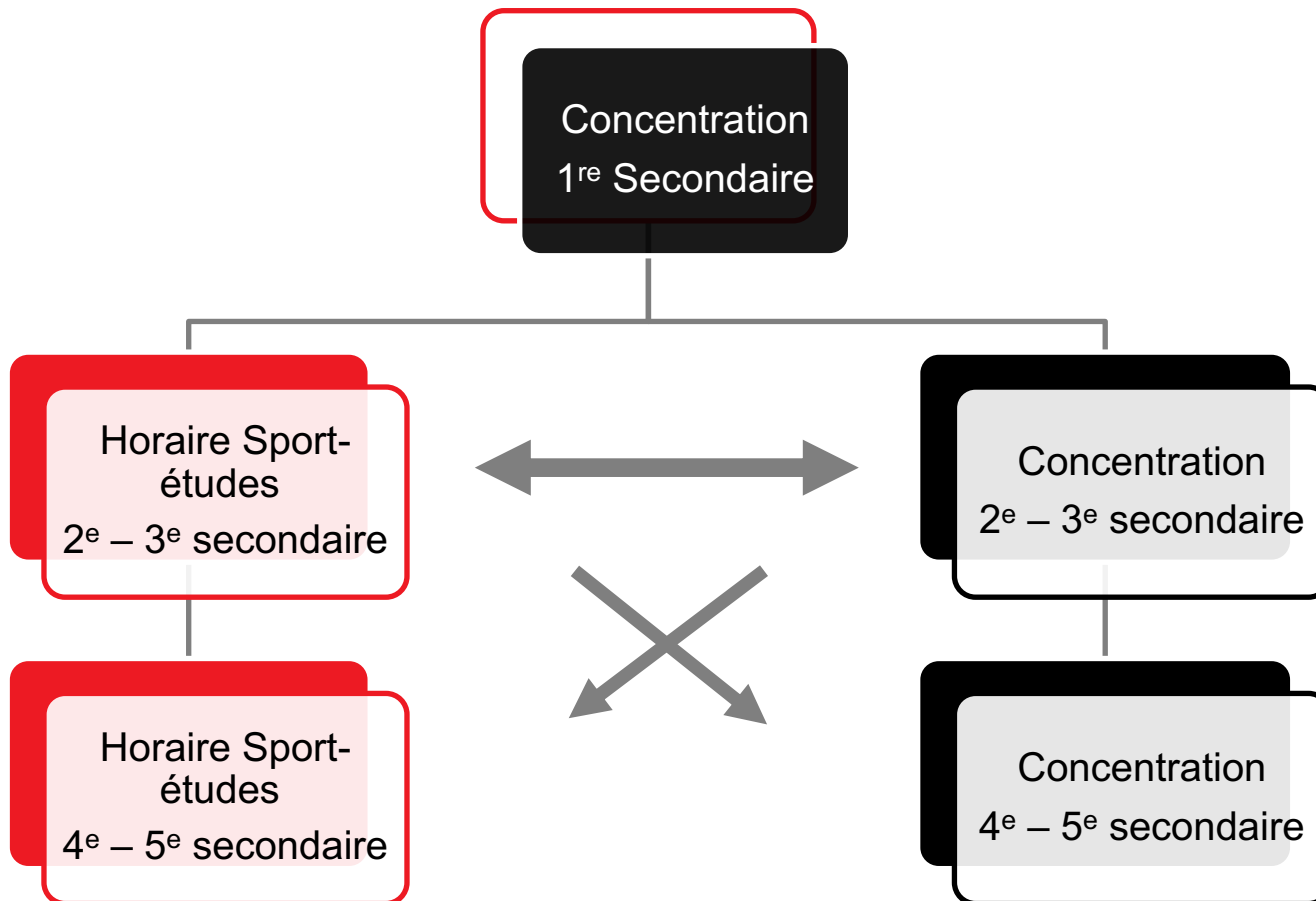 Concentration
1re Secondaire
Horaire Sport-
études
2e – 3e secondaire
Concentration
2e – 3e secondaire
Horaire Sport-
études
4e – 5e secondaire
Concentration
4e – 5e secondaire